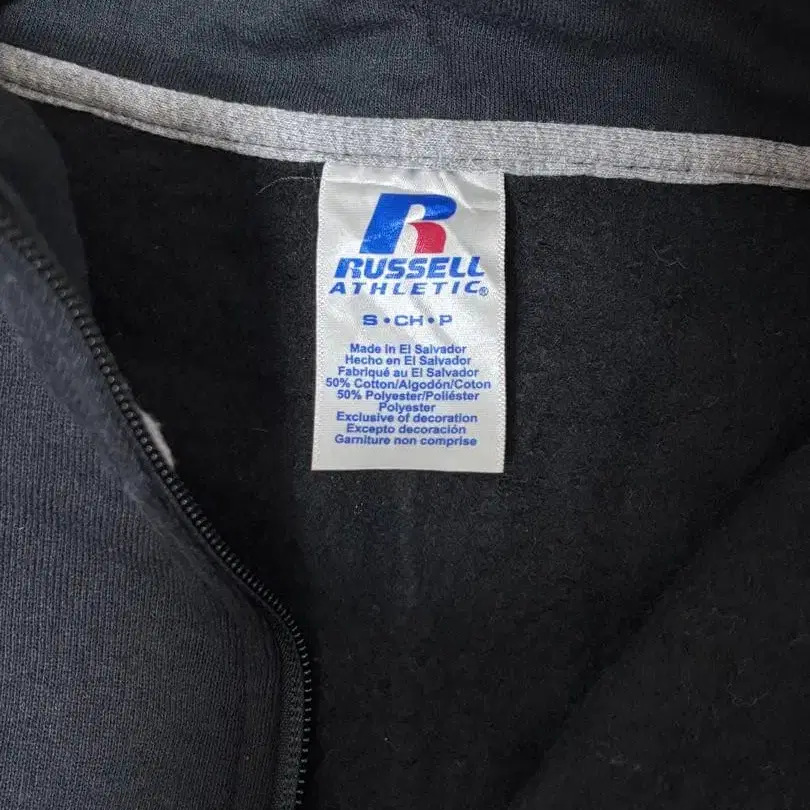 R
RUSSELL
ATHLETIC®
S•CH•P
Made in El Salvador
Hecho en El Salvador
Fabriqué au El Salvador
50% Cotton/Algodón/Coton
50% Polyester/Poliéster
Polyester
Exclusive of decoration
Excepto decoración
Garniture non comprise